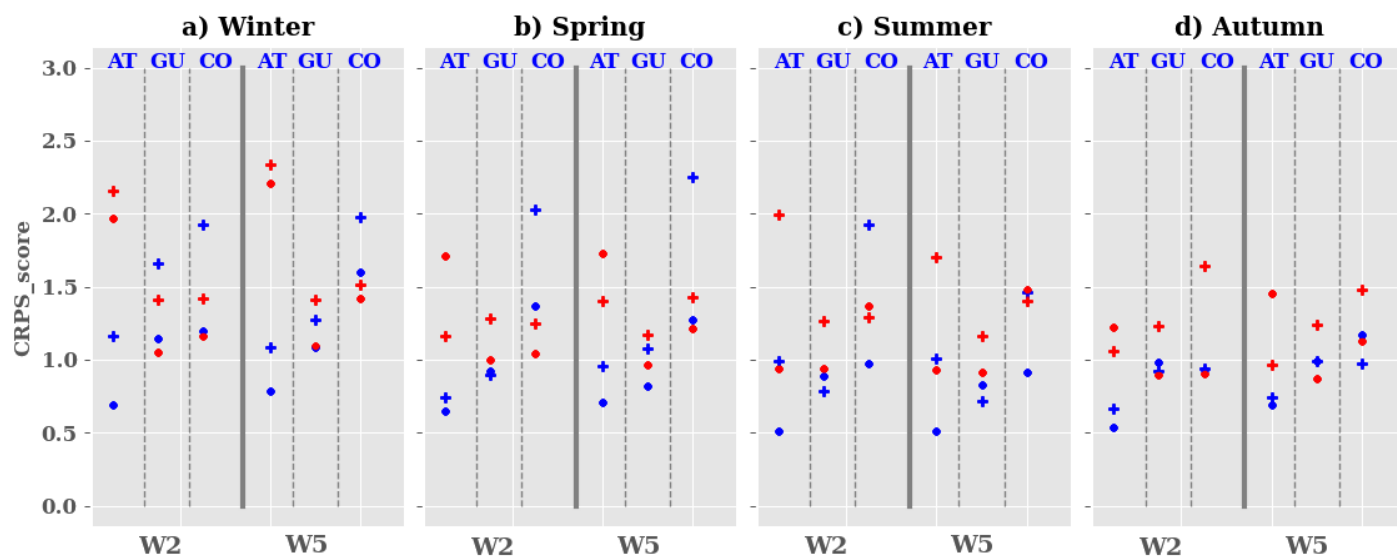 a) Winter
b) Spring
c) Summer
d) Autumn
AT GU CO AT GU CO
AT GU CO AT GU CO
AT GU CO AT GU CO
AT GU CO AT GU CO
CRPS_score
3.0
2.5
2.0
1.5
1.0
0.5
0.0
W2 W5
W2 W5
W2 W5
W2 W5